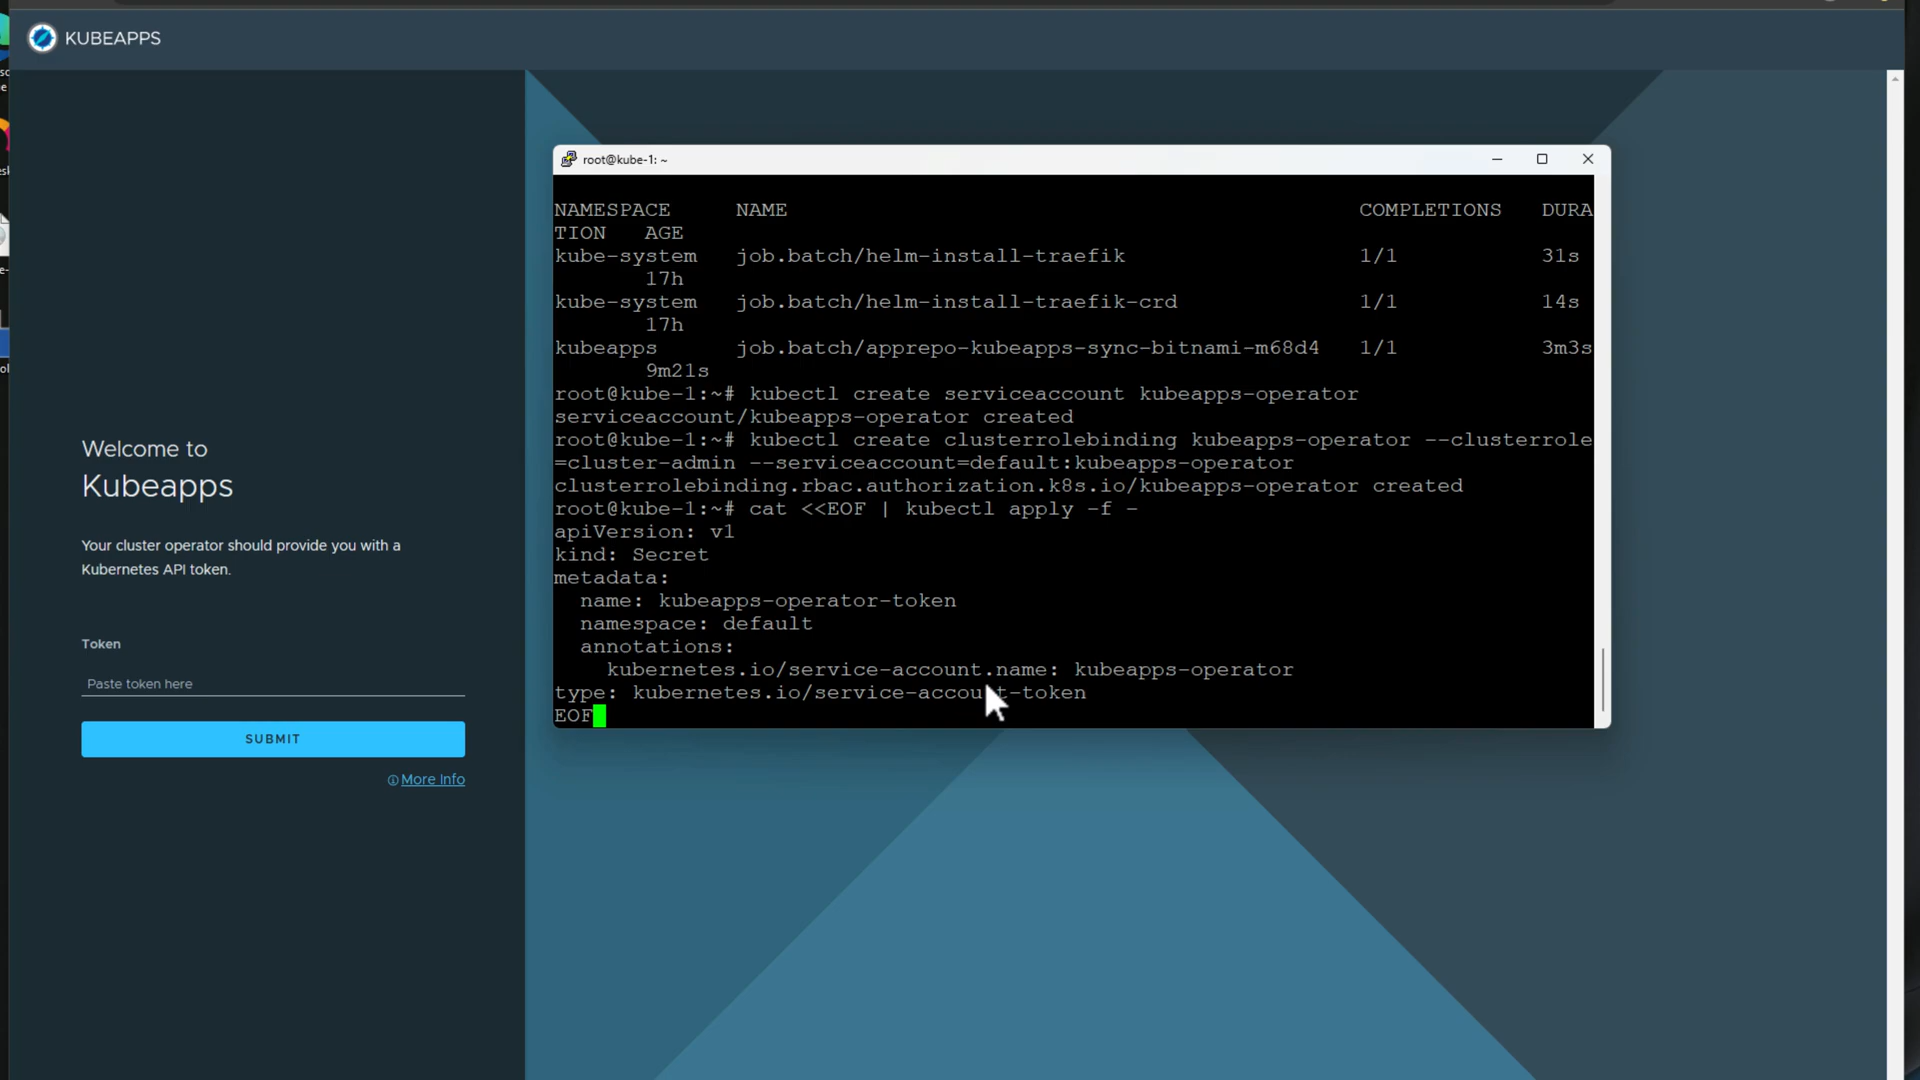 KUBEAPPS
Welcome to
Kubeapps
Your cluster operator should provide you with a
Kubernetes API token.
Token
Paste token here
SUBMIT
More Info
root@kube-1: ~
NAMESPACE NAME COMPLETIONS DURA
TION AGE
kube-system job.batch/helm-install-traefik 1/1 31s
17h
kube-system job.batch/helm-install-traefik-crd 1/1 14s
17h
kubeapps job.batch/apprepo-kubeapps-sync-bitnami-m68d4 1/1 3m3s
9m21s
root@kube-1:~# kubectl create serviceaccount kubeapps-operator
serviceaccount/kubeapps-operator created
root@kube-1:~# kubectl create clusterrolebinding kubeapps-operator --clusterrole
=cluster-admin --serviceaccount=default:kubeapps-operator
clusterrolebinding.rbac.authorization.k8s.io/kubeapps-operator created
root@kube-1:~# cat <<EOF | kubectl apply -f -
apiVersion: v1
kind: Secret
metadata:
name: kubeapps-operator-token
namespace: default
annotations:
kubernetes.io/service-account.name: kubeapps-operator
type: kubernetes.io/service-account-token
EOF